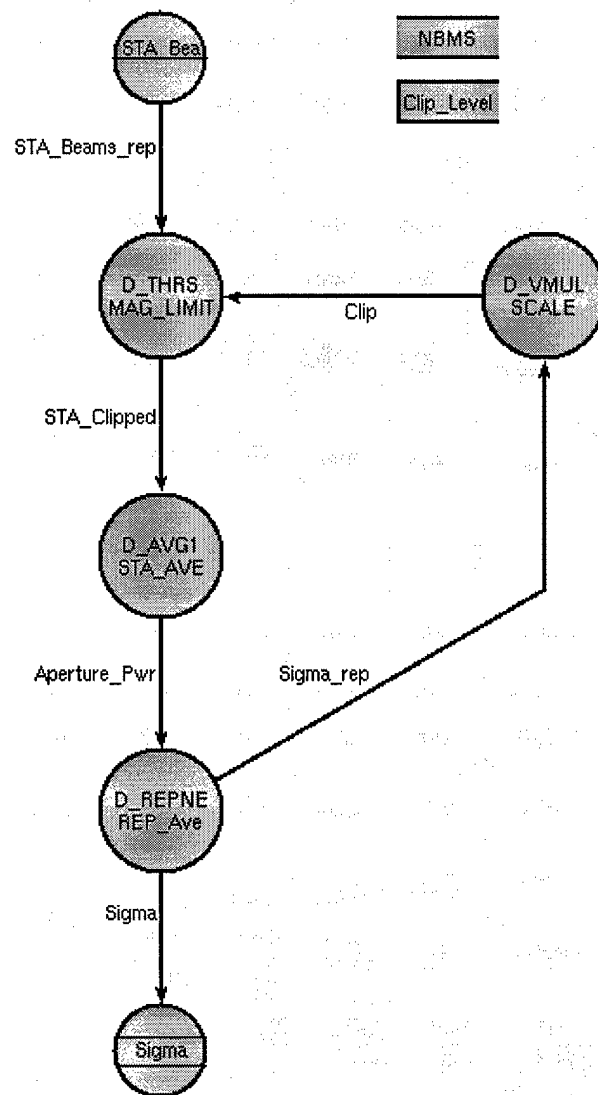 STA_Bea
NBMS
Clip_Level
STA_Beams_rep
D_THRS
MAG_LIMIT
Clip
D_VMUL
SCALE
STA_Clipped
D_AVG1
STA_AVE
Aperture_Pwr
Sigma_rep
D_REPNE
REP_Ave
Sigma
Sigma